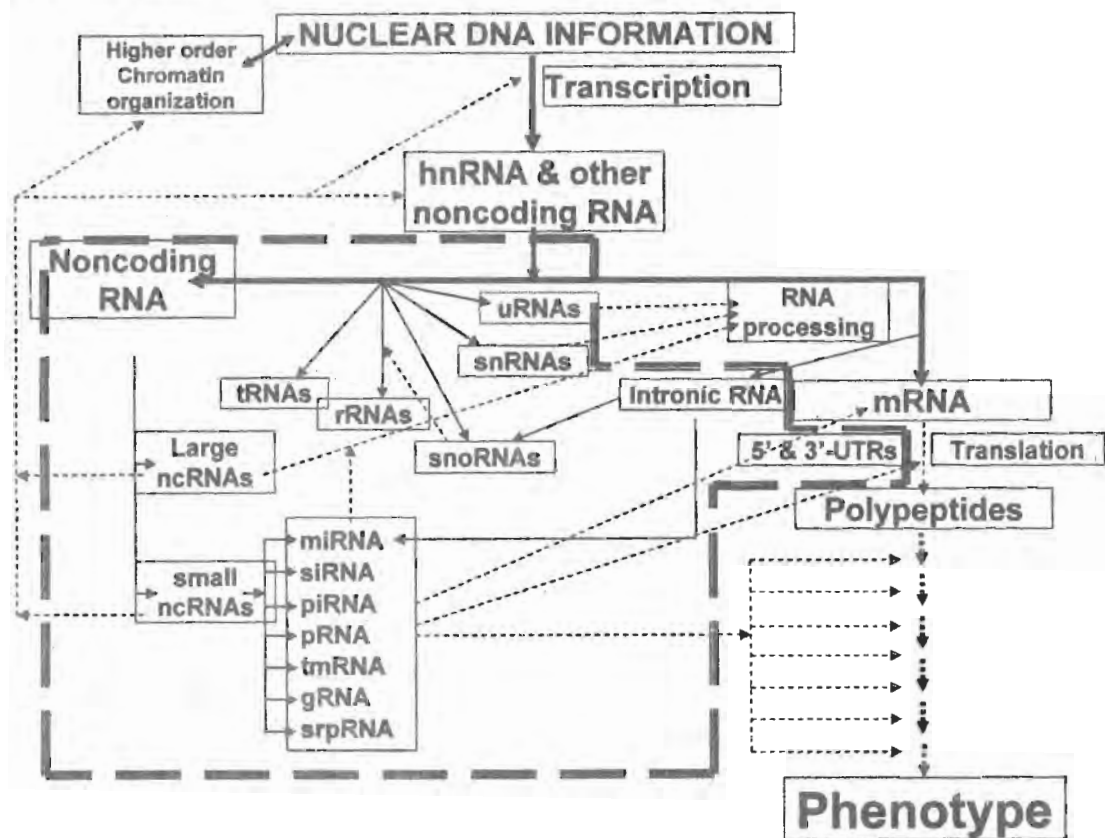 NUCLEAR DNA INFORMATION
Higher order
Chromatin
organization
Transcription
hnRNA & other
noncoding RNA
Noncoding
RNA
uRNAs
RNA
processing
snRNAs
tRNAs
rRNAs
Intronic RNA
mRNA
snoRNAs
5' & 3'-UTRs
Translation
Large
ncRNAs
Polypeptides
small
ncRNAs
miRNA
siRNA
piRNA
pRNA
tmRNA
gRNA
srpRNA
Phenotype